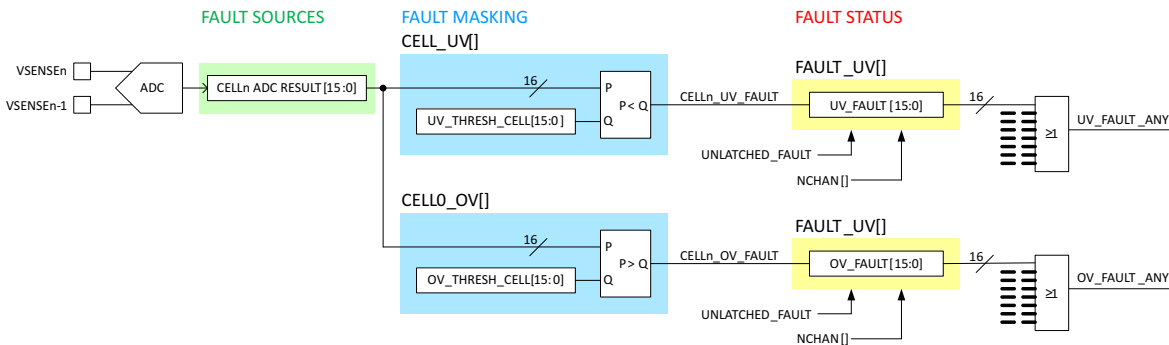 FAULT SOURCES
FAULT MASKING
FAULT STATUS
CELL_UV[]
VSENSEn
VSENSEn-1
ADC
CELLn ADC RESULT[15:0]
16
P
P< Q
Q
UV_THRESH_CELL[15:0]
CELLn_UV_FAULT
FAULT_UV[]
UV_FAULT[15:0]
16
≥1
UV_FAULT_ANY
UNLATCHED_FAULT
NCHAN[]
CELL0_OV[]
16
P
P> Q
Q
OV_THRESH_CELL[15:0]
CELLn_OV_FAULT
FAULT_UV[]
OV_FAULT[15:0]
16
≥1
OV_FAULT_ANY
UNLATCHED_FAULT
NCHAN[]